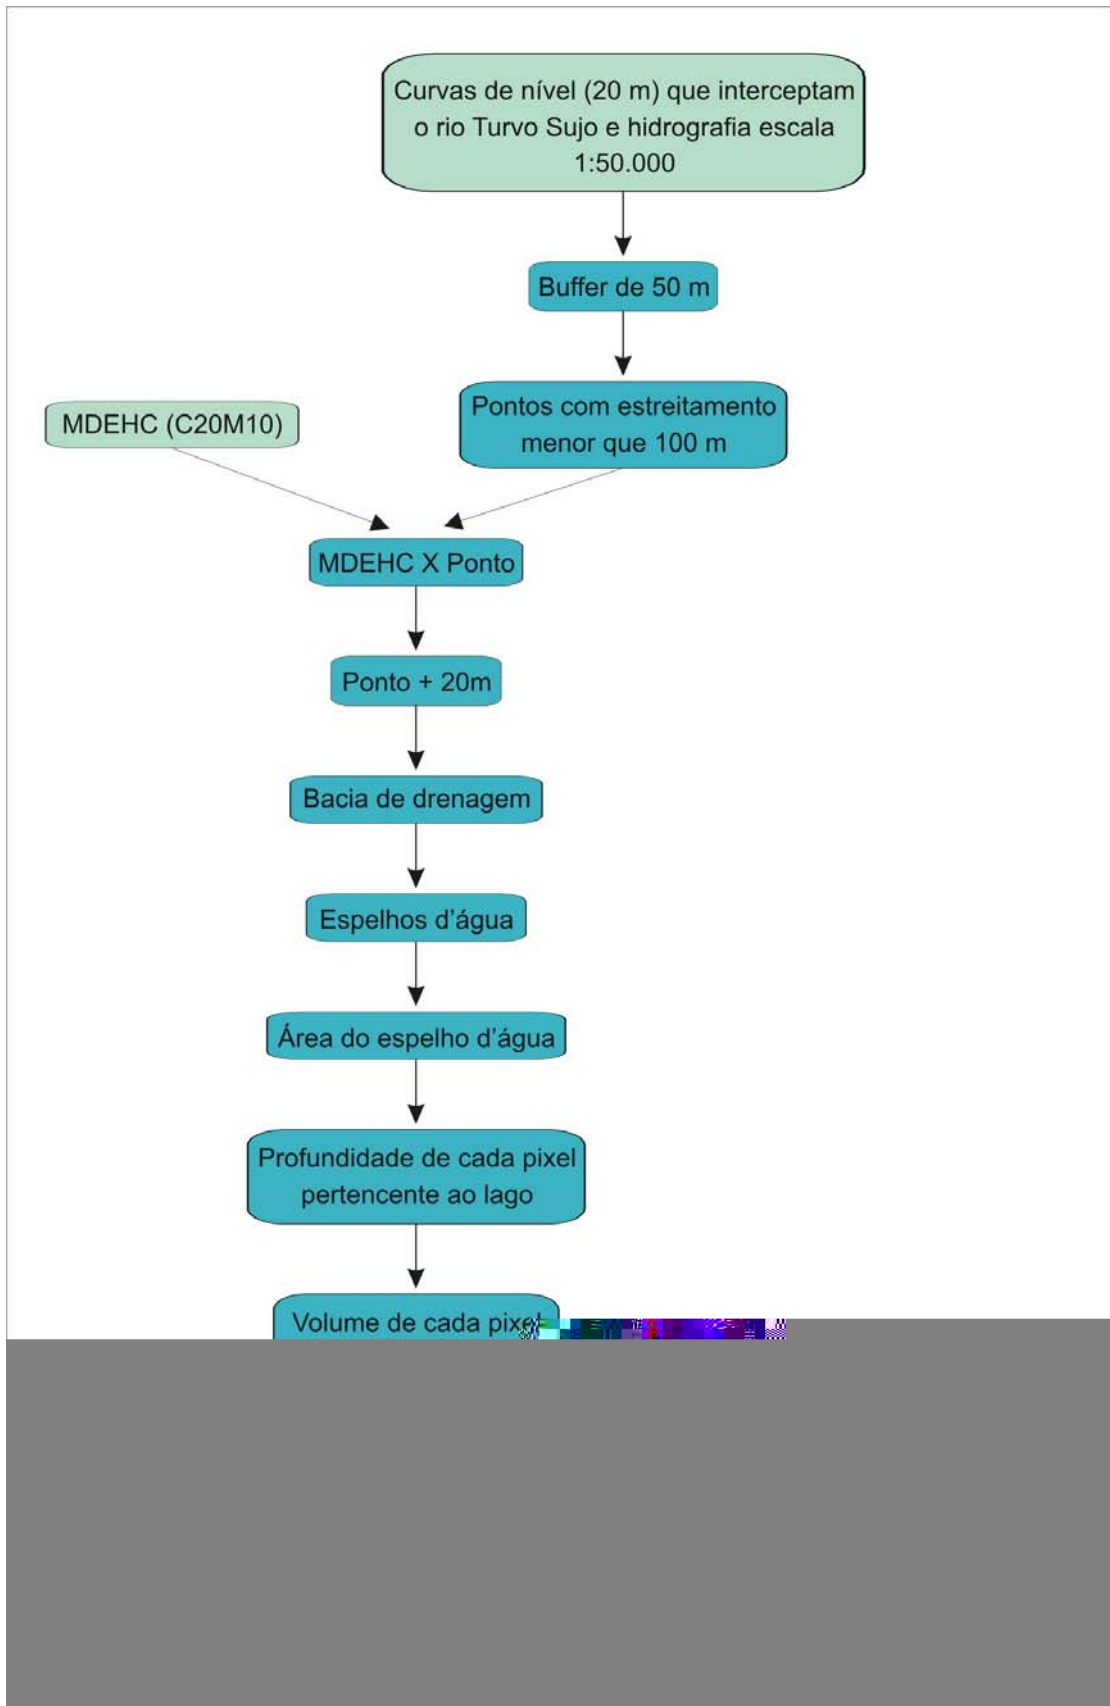 Curvas de nível (20 m) que interceptam
o rio Turvo Sujo e hidrografia escala
1:50.000
Buffer de 50 m
Pontos com estreitamento
menor que 100 m
MDEHC (C20M10)
MDEHC X Ponto
Ponto + 20m
Bacia de drenagem
Espelhos d'água
Área do espelho d'água
Profundidade de cada pixel
pertencente ao lago
Volume de cada pixel